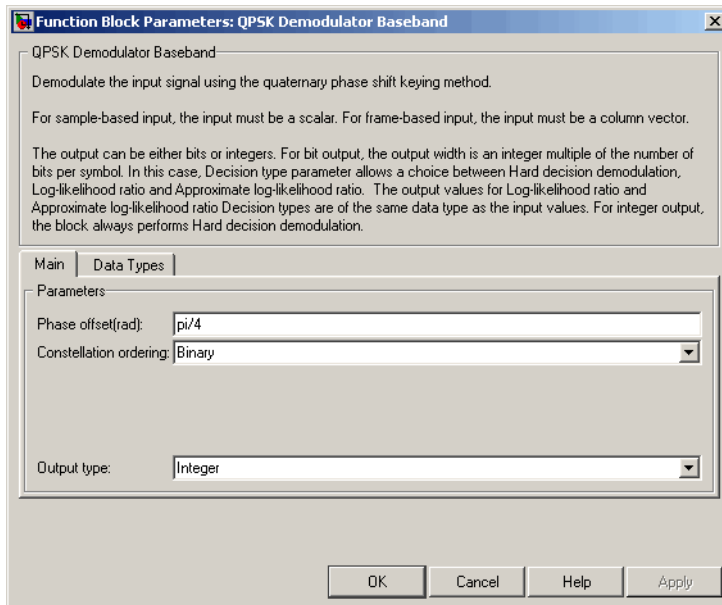 Function Block Parameters: QPSK Demodulator Baseband
QPSK Demodulator Baseband
Demodulate the input signal using the quaternary phase shift keying method.
For sample-based input, the input must be a scalar. For frame-based input, the input must be a column vector.
The output can be either bits or integers. For bit output, the output width is an integer multiple of the number of
bits per symbol. In this case, Decision type parameter allows a choice between Hard decision demodulation,
Log-likelihood ratio and Approximate log-likelihood ratio. The output values for Log-likelihood ratio and
Approximate log-likelihood ratio Decision types are of the same data type as the input values. For integer output,
the block always performs Hard decision demodulation.
Main Data Types
Parameters
Phase offset(rad): pi/4
Constellation ordering: Binary
Output type: Integer
OK Cancel Help Apply